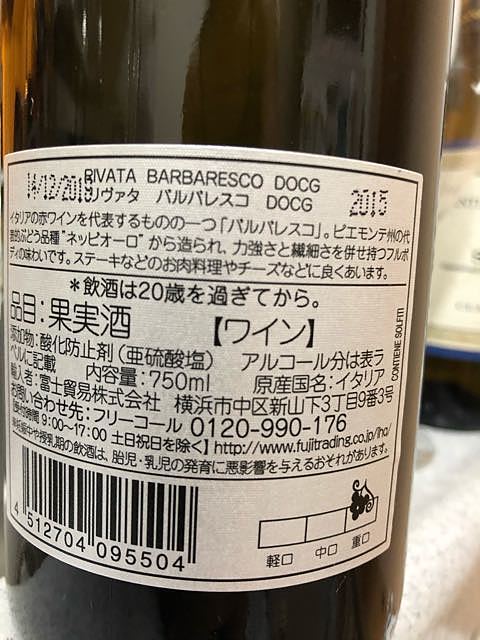 14/12/2019 RIVATA BARBARESCO DOCG
リヴァタ バルバレスコ DOCG 2015
イタリアの赤ワインを代表するものの一つ「バルバレスコ」。ピエモンテ州の代
表的ぶどう品種"ネッビオーロ"から造られ、力強さと繊細さを併せ持つフルボ
ディの味わいです。ステーキなどのお肉料理やチーズなどに良くあいます。
＊飲酒は20歳を過ぎてから。
品目：果実酒 【ワイン】
添加物：酸化防止剤（亜硫酸塩） アルコール分は表ラ
ベルに記載 内容量：750ml 原産国名：イタリア
輸入者：富士貿易株式会社 横浜市中区新山下3丁目9番3号
お問い合わせ先：フリーコール 0120-990-176
【受付時間 9:00~17:00 土日祝日を除く】http://www.fujitrading.co.jp/lhq/
妊娠中や授乳期の飲酒は、胎児・乳児の発育に悪影響を与えるおそれがあります。
CONTIENE SOLFITI
4 512704 095504
軽口 中口 重口